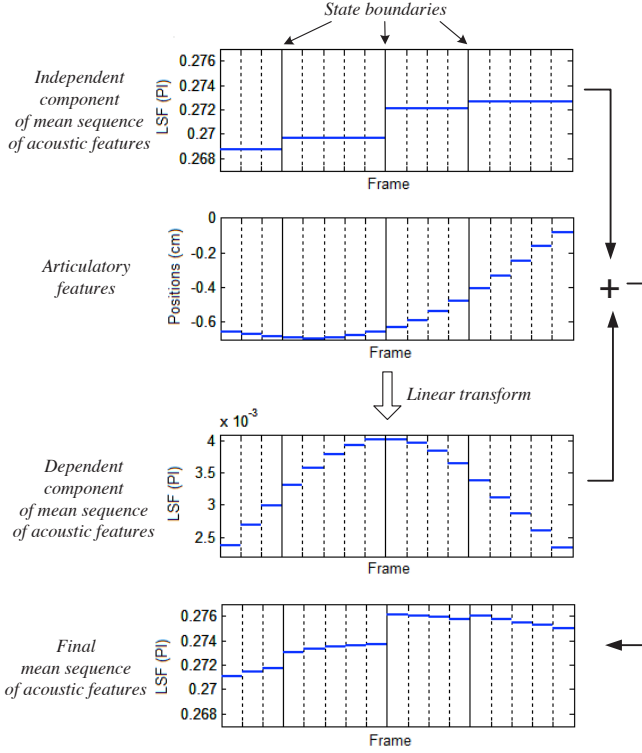 State boundaries
Independent
component
of mean sequence
of acoustic features
LSF (PI)
0.276
0.274
0.272
0.27
0.268
Frame
Articulatory
features
Positions (cm)
0
-0.2
-0.4
-0.6
Frame
+
Linear transform
x 10-3
Dependent
component
of mean sequence
of acoustic features
LSF (PI)
4
3.5
3
2.5
Frame
Final
mean sequence
of acoustic features
LSF (PI)
0.276
0.274
0.272
0.27
0.268
Frame